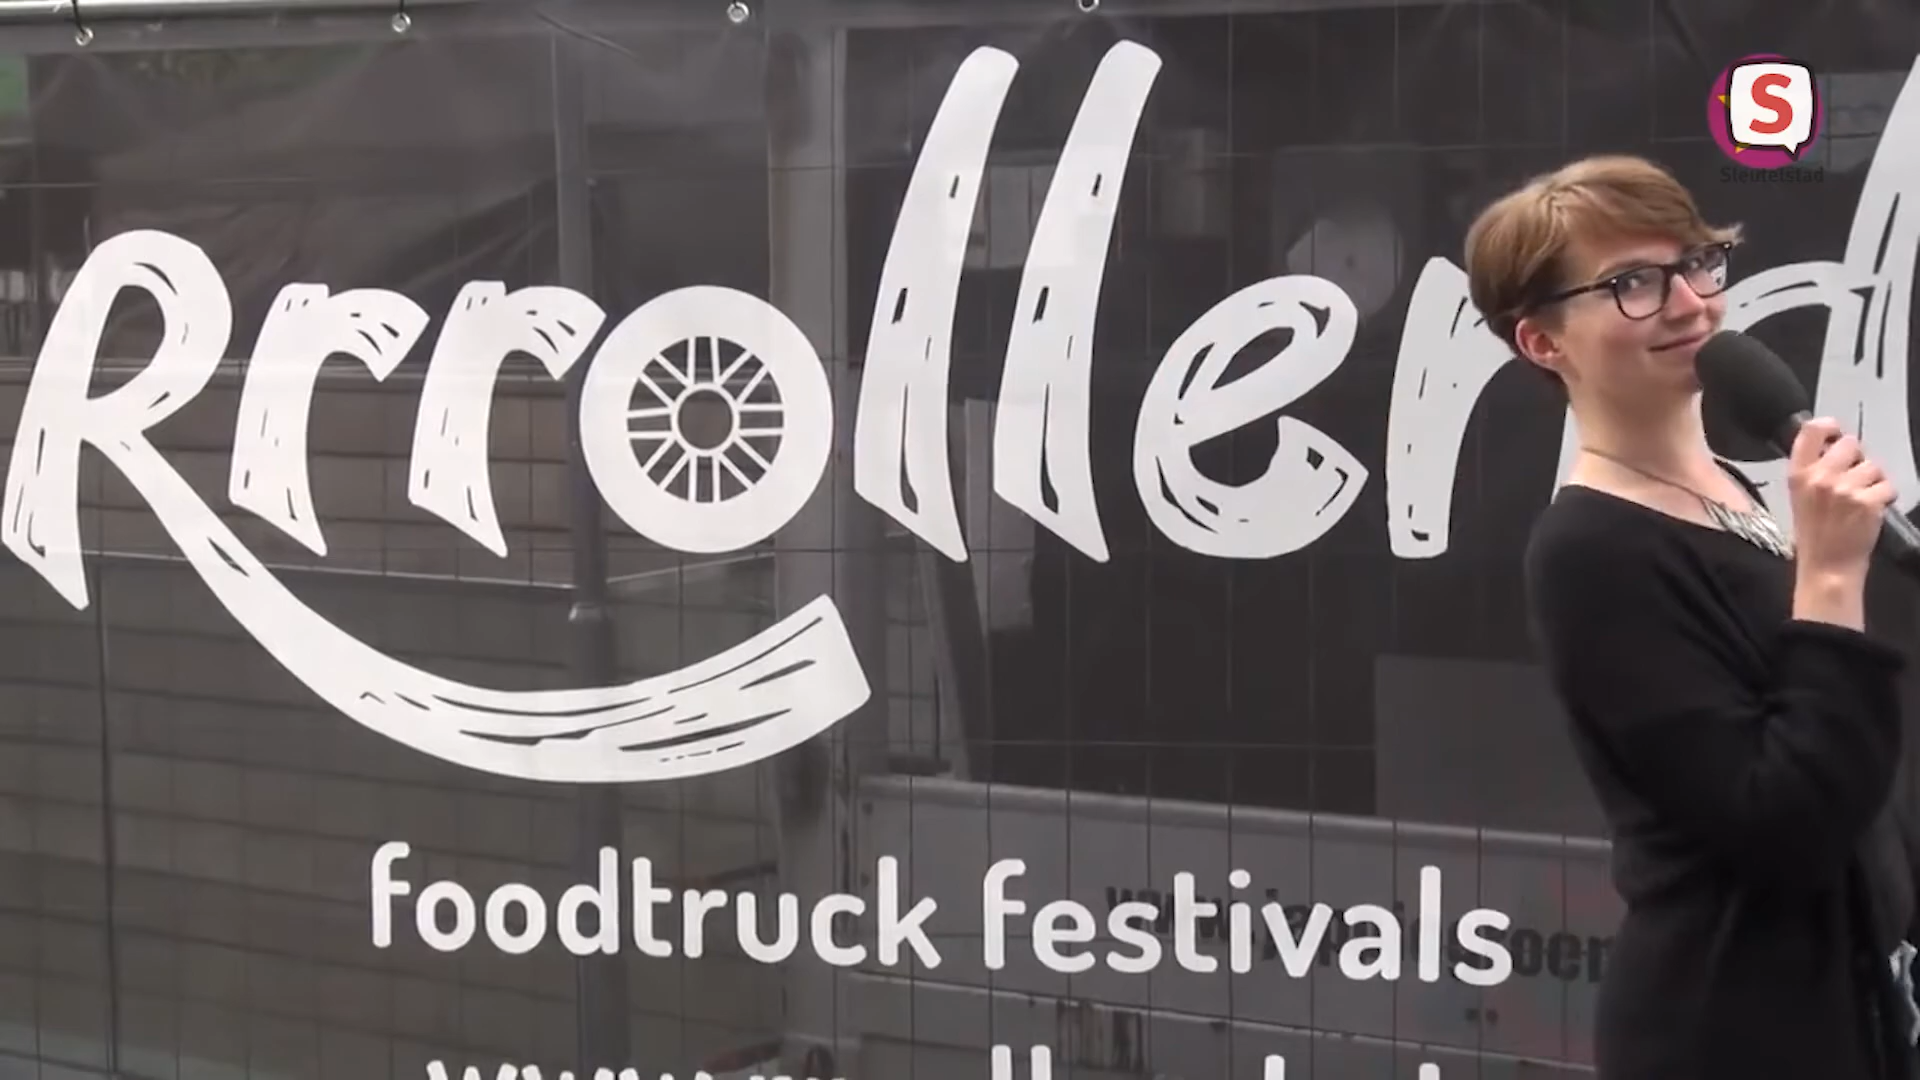 S
Sleutelstad
Rrrollend
foodtruck festivals